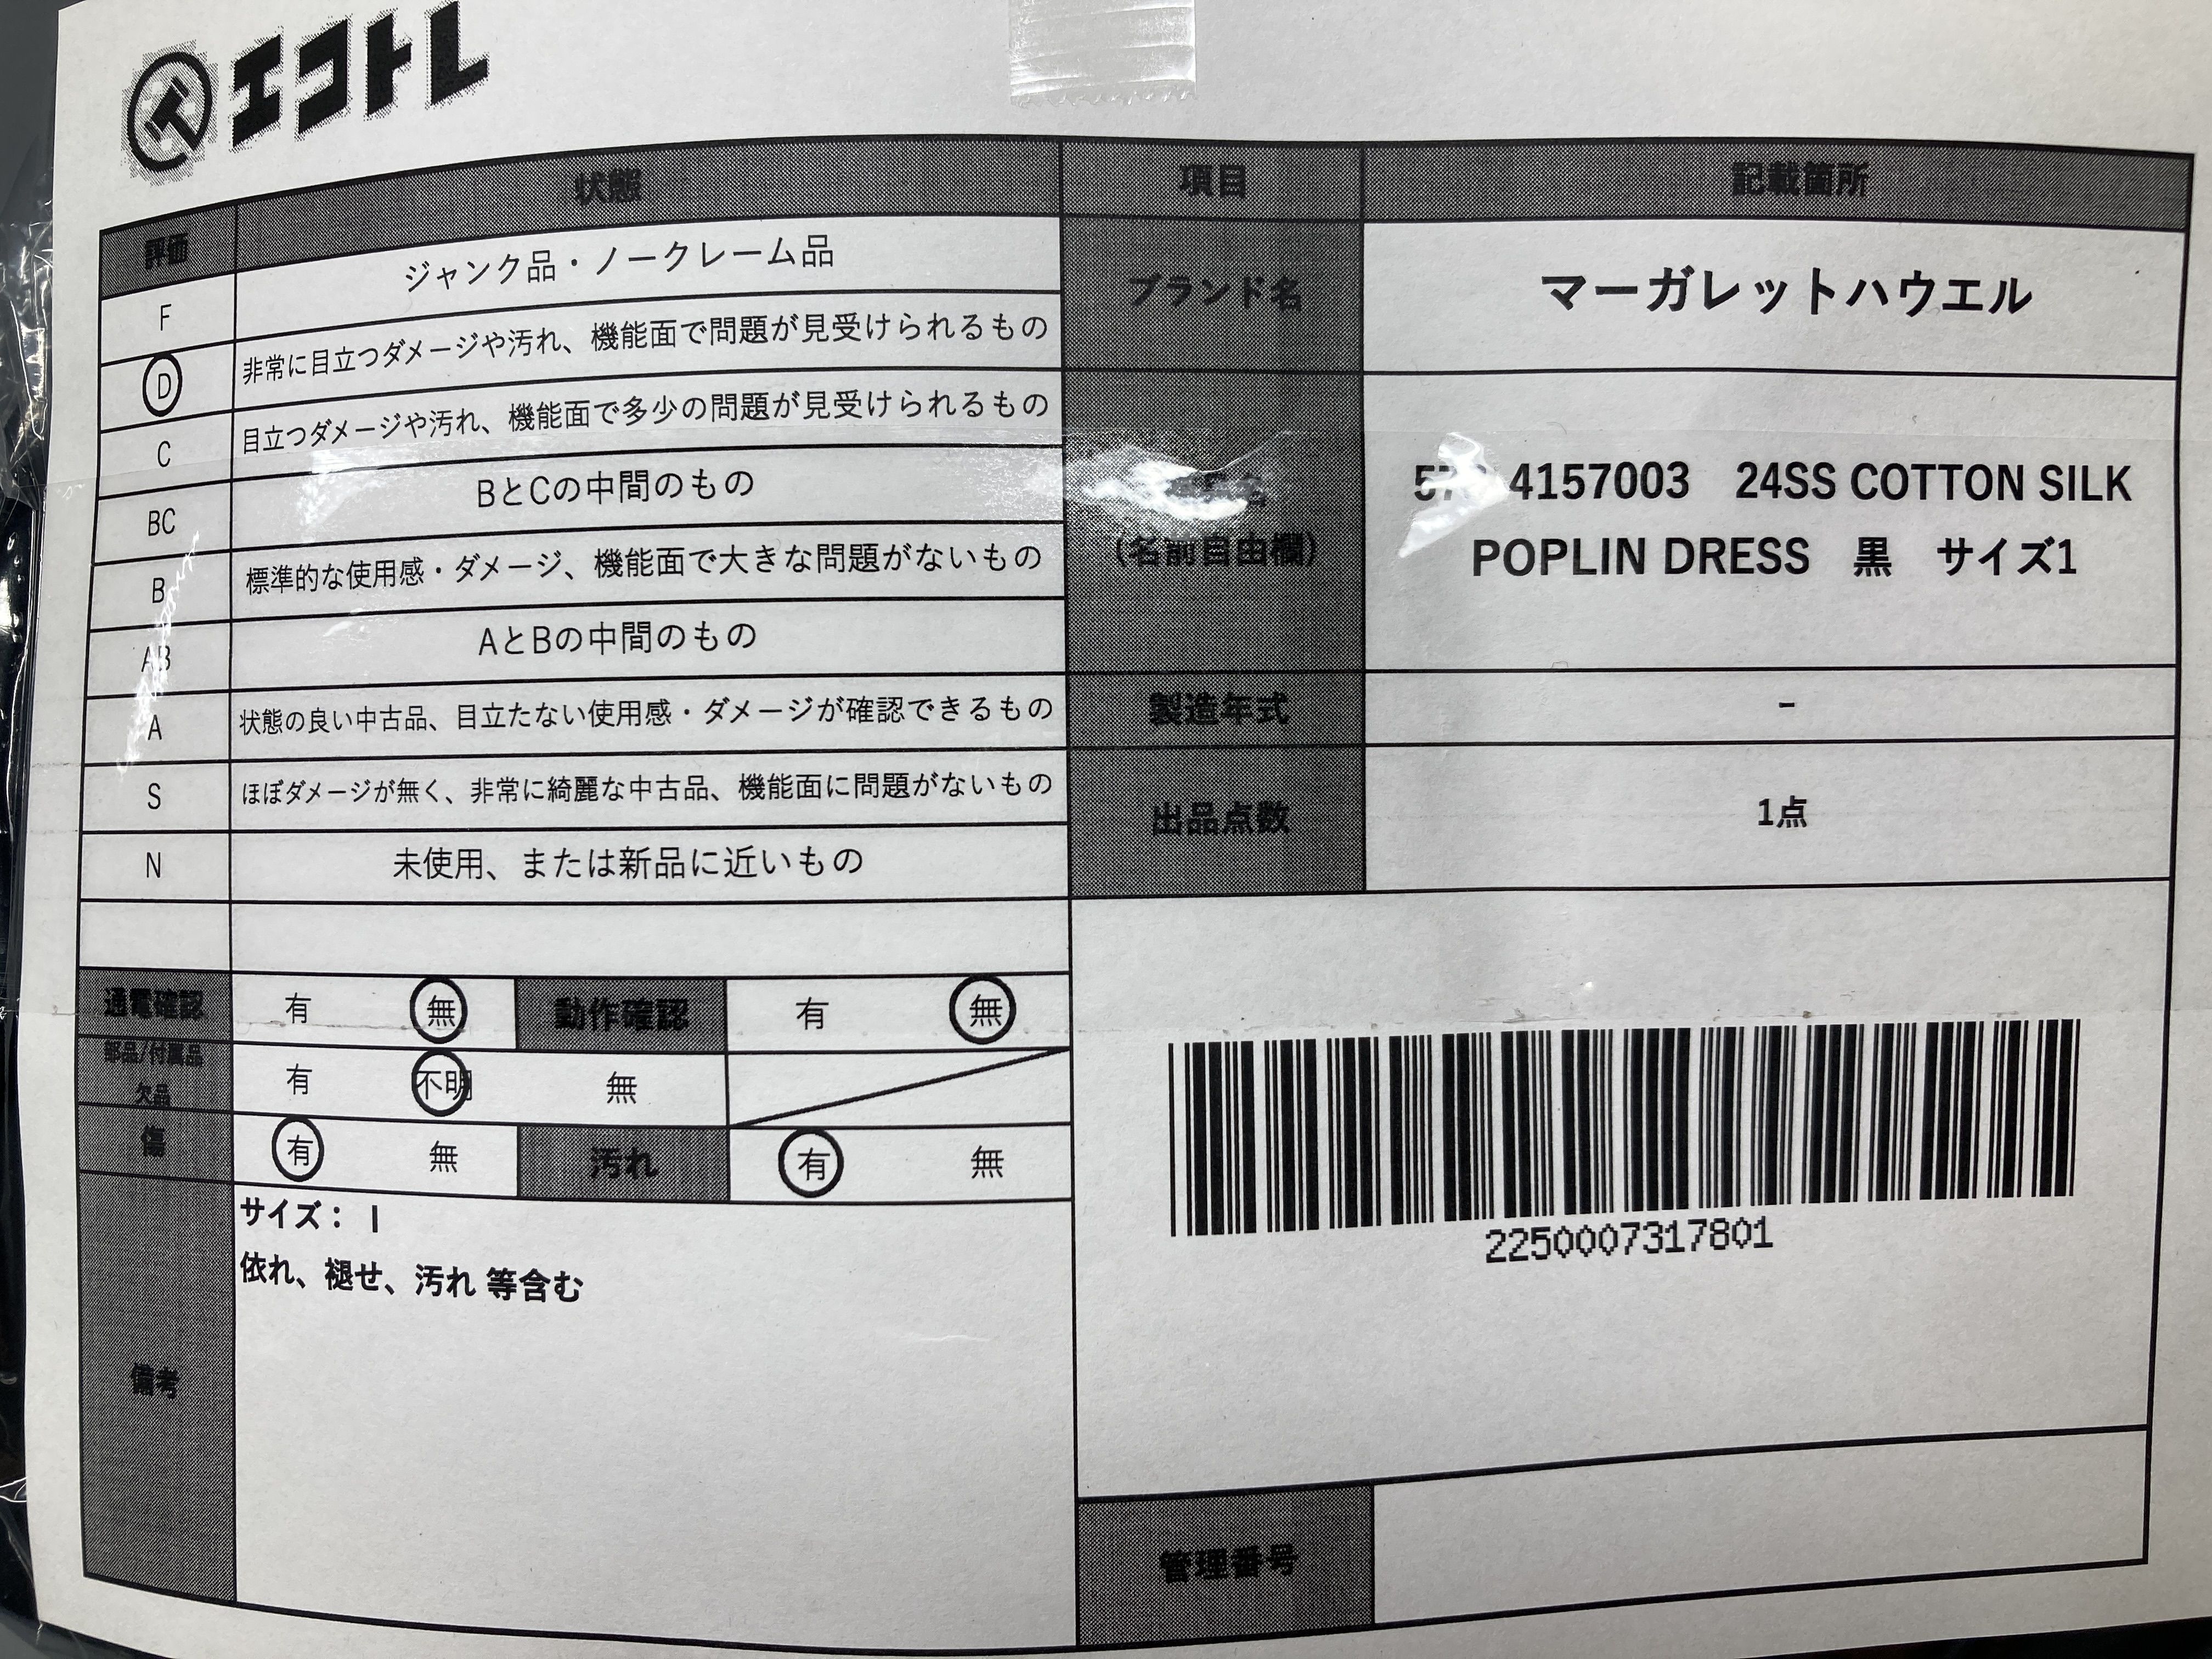 エコトレ
評価 状態
F ジャンク品・ノークレーム品
D 非常に目立つダメージや汚れ、機能面で問題が見受けられるもの
C 目立つダメージや汚れ、機能面で多少の問題が見受けられるもの
BC BとCの中間のもの
B 標準的な使用感・ダメージ、機能面で大きな問題がないもの
AB AとBの中間のもの
A 状態の良い中古品、目立たない使用感・ダメージが確認できるもの
S ほぼダメージが無く、非常に綺麗な中古品、機能面に問題がないもの
N 未使用、または新品に近いもの
通電確認 有 無 動作確認 有 無
部品/付属品
欠品 有 不明 無
傷 有 無 汚れ 有 無
備考
サイズ： 1
依れ、褪せ、汚れ 等含む
項目 記載箇所
ブランド名 マーガレットハウエル
(名前自由欄)
4157003 24SS COTTON SILK
POPLIN DRESS 黒 サイズ1
製造年式 -
出品点数 1点
2250007317801
管理番号